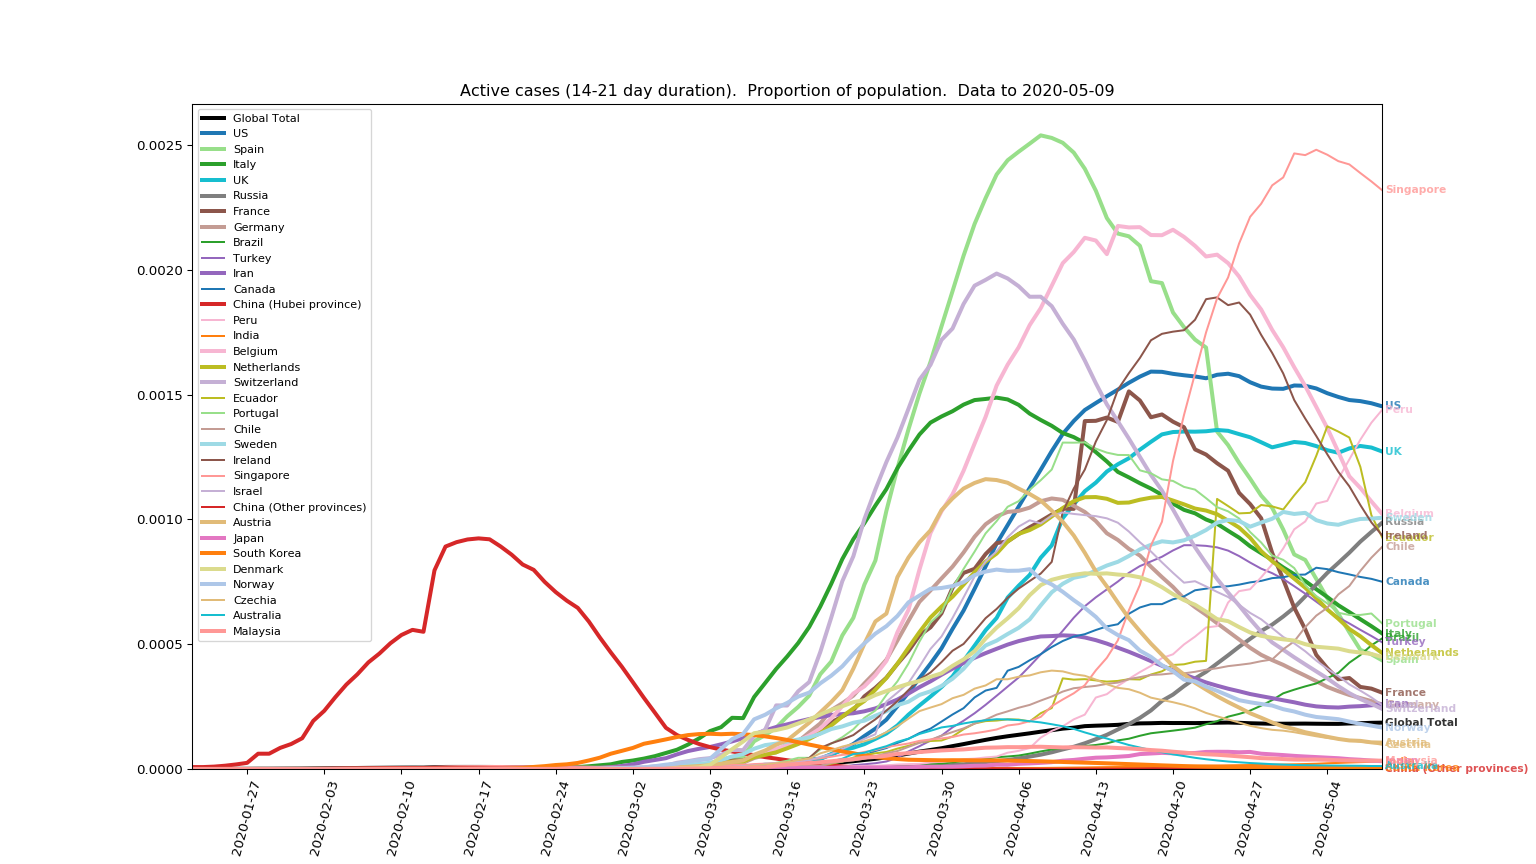 Active cases (14-21 day duration).  Proportion of population.  Data to 2020-05-09
0.0025
0.0020
0.0015
0.0010
0.0005
0.0000
Global Total
US
Spain
Italy
UK
Russia
France
Germany
Brazil
Turkey
Iran
Canada
China (Hubei province)
Peru
India
Belgium
Netherlands
Switzerland
Ecuador
Portugal
Chile
Sweden
Ireland
Singapore
Israel
China (Other provinces)
Austria
Japan
South Korea
Denmark
Norway
Czechia
Australia
Malaysia
Singapore
US
Peru
UK
Belgium
Russia
Ireland
Ecuador
Chile
Canada
Portugal
Italy
Brazil
Turkey
Netherlands
Spain
France
Switzerland
Global Total
Norway
Austria
China (Other provinces)
2020-01-27
2020-02-03
2020-02-10
2020-02-17
2020-02-24
2020-03-02
2020-03-09
2020-03-16
2020-03-23
2020-03-30
2020-04-06
2020-04-13
2020-04-20
2020-04-27
2020-05-04